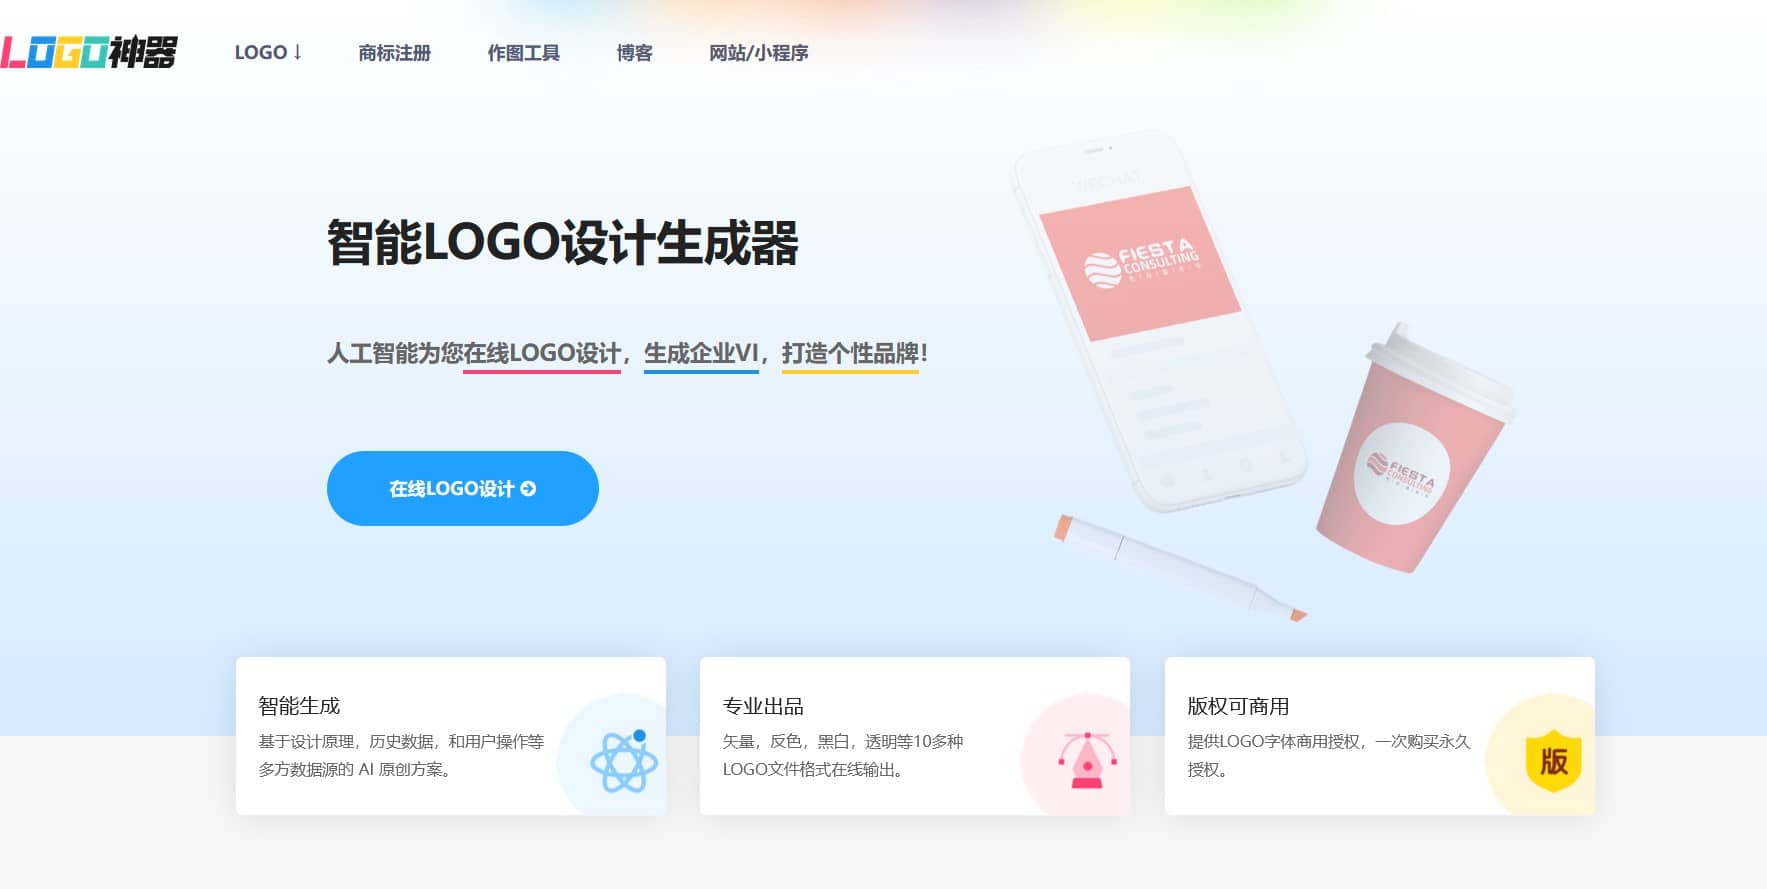 LOGO神器
LOGO↓
商标注册
作图工具
博客
网站/小程序
智能LOGO设计生成器
人工智能为您在线LOGO设计，生成企业VI，打造个性品牌！
在线LOGO设计
WECHAT
FIESTA
CONSULTING
FIESTA
CONSULTING
智能生成
基于设计原理，历史数据，和用户操作等
多方数据源的 AI 原创方案。
专业出品
矢量，反色，黑白，透明等10多种
LOGO文件格式在线输出。
版权可商用
提供LOGO字体商用授权，一次购买永久
授权。
版